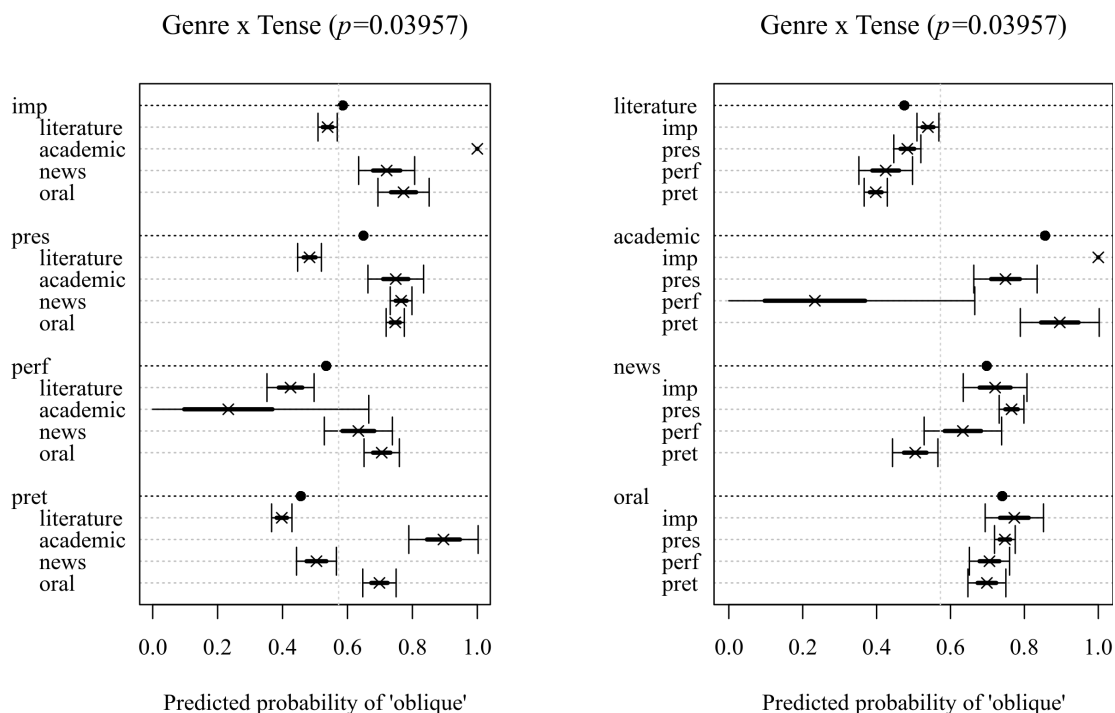 Genre x Tense (p=0.03957)
imp
literature
academic
news
oral
pres
literature
academic
news
oral
perf
literature
academic
news
oral
pret
literature
academic
news
oral
0.0 0.2 0.4 0.6 0.8 1.0
Predicted probability of 'oblique'
Genre x Tense (p=0.03957)
literature
imp
pres
perf
pret
academic
imp
pres
perf
pret
news
imp
pres
perf
pret
oral
imp
pres
perf
pret
0.0 0.2 0.4 0.6 0.8 1.0
Predicted probability of 'oblique'